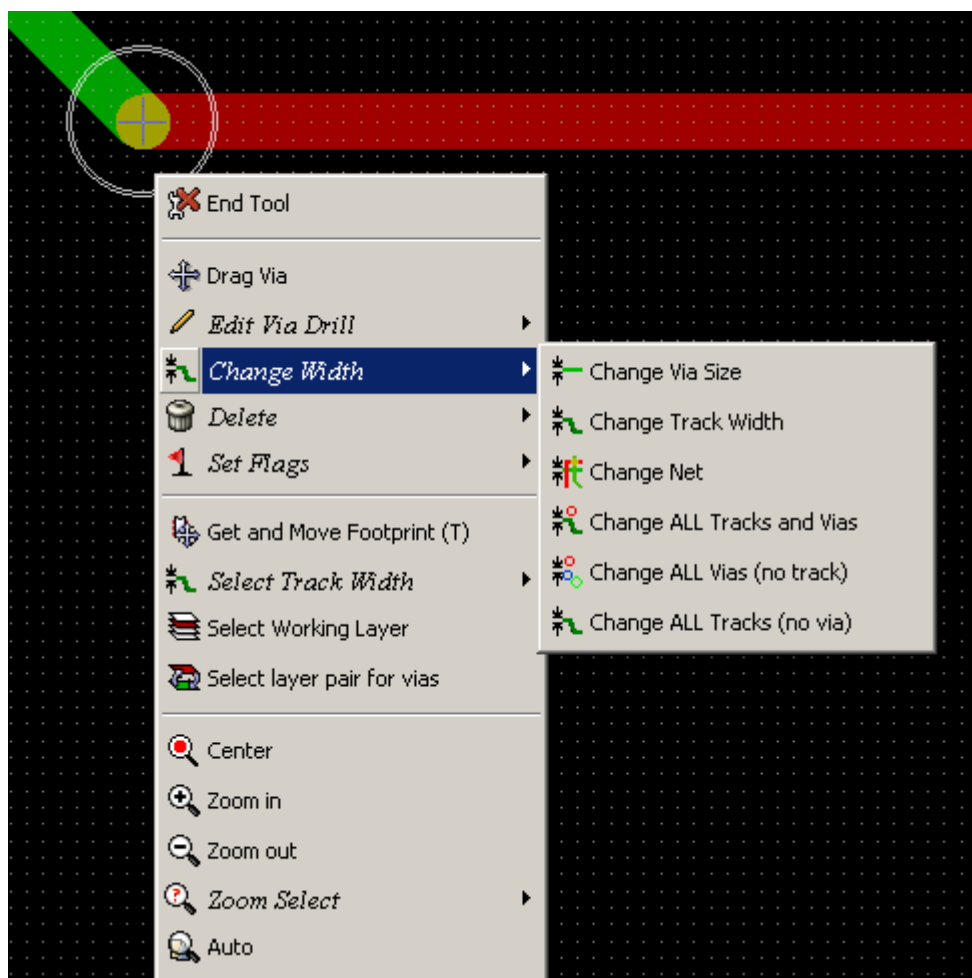 End Tool
Drag Via
Edit Via Drill
Change Width
Delete
Set Flags
Get and Move Footprint (T)
Select Track Width
Select Working Layer
Select layer pair for vias
Center
Zoom in
Zoom out
Zoom Select
Auto
Change Via Size
Change Track Width
Change Net
Change ALL Tracks and Vias
Change ALL Vias (no track)
Change ALL Tracks (no via)